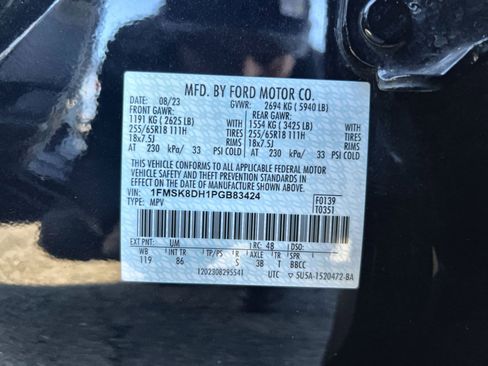 MFD. BY FORD MOTOR CO.
DATE: 08/23 GVWR: 2694 KG ( 5940 LB)
FRONT GAWR: REAR GAWR:
1191 KG ( 2625 LB) 1554 KG ( 3425 LB)
255/65R18 111H TIRES 255/65R18 111H TIRES
18x7.5J RIMS 18x7.5J RIMS
AT 230 kPa/ 33 PSI COLD AT 230 kPa/ 33 PSI COLD
THIS VEHICLE CONFORMS TO ALL APPLICABLE FEDERAL MOTOR
VEHICLE SAFETY AND THEFT PREVENTION STANDARDS IN EFFECT ON
THE DATE OF MANUFACTURE SHOWN ABOVE.
VIN: 1FMSK8DH1PGB83424 F0139
TYPE: MPV T0351
EXT PNT: UM RC: 48 DSO:
WB INT TR TP/PS R AXLE TR SPR
119 86 S 38 T BBCC
1202308295541 UTC 5U5A-1520472-BA